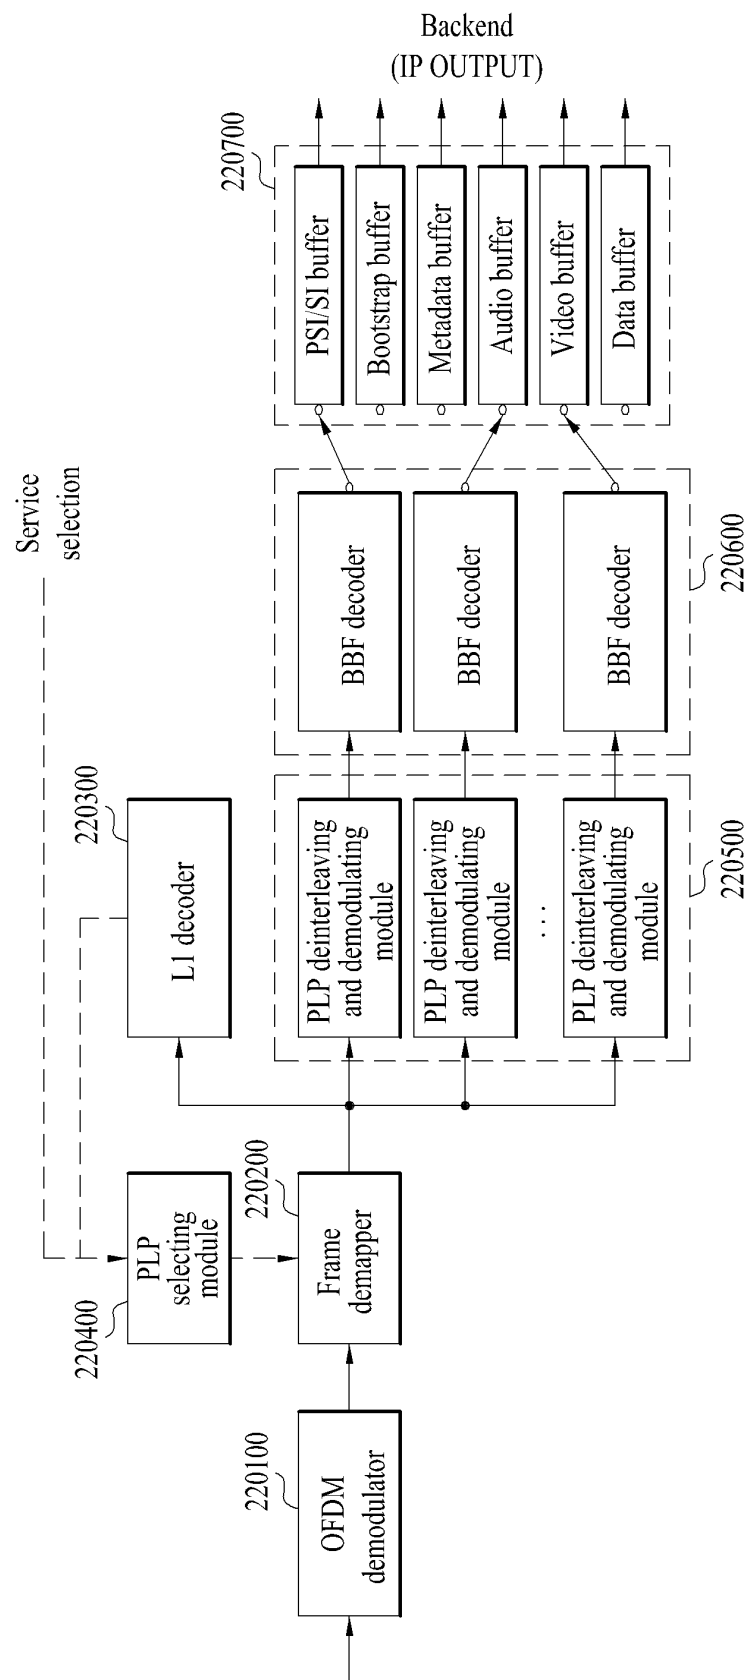 Backend
(IP OUTPUT)
220700
PSI/SI buffer
Bootstrap buffer
Metadata buffer
Audio buffer
Video buffer
Data buffer
Service
selection
BBF decoder
BBF decoder
BBF decoder
220600
220300
L1 decoder
PLP deinterleaving
and demodulating
module
PLP deinterleaving
and demodulating
module
...
PLP deinterleaving
and demodulating
module
220500
220400
PLP
selecting
module
220200
Frame
demapper
220100
OFDM
demodulator